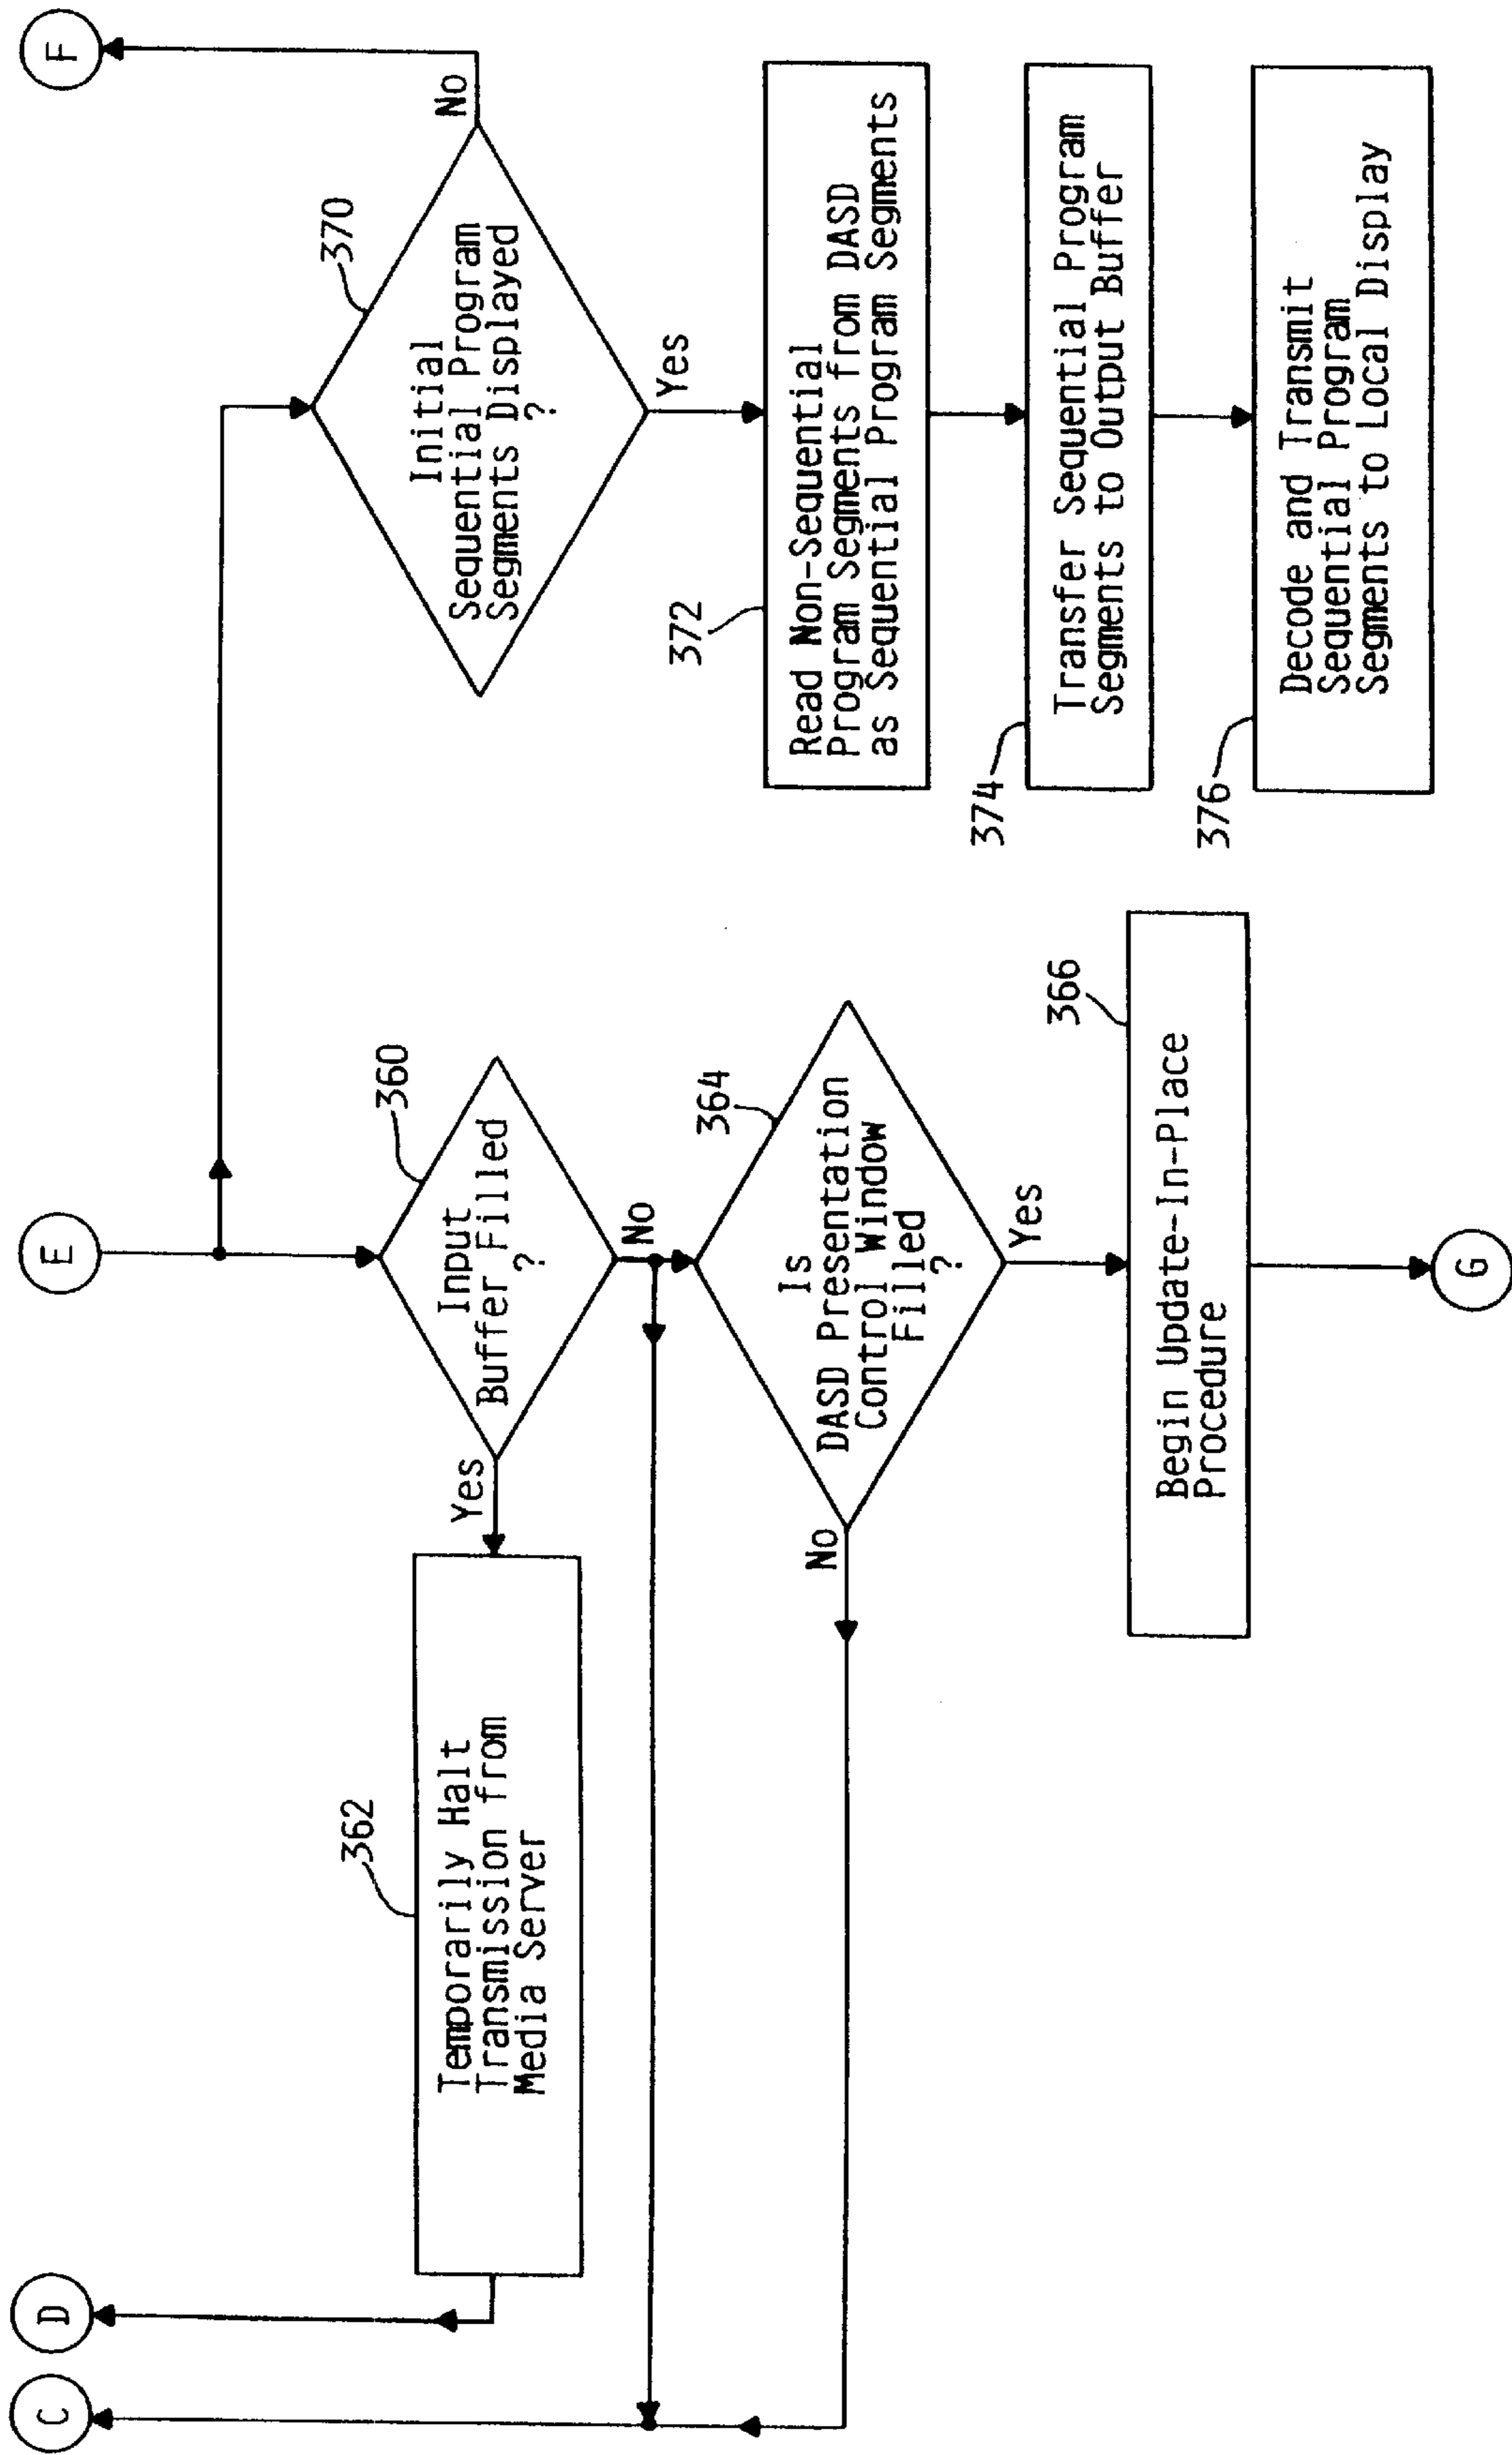 C
D
E
F
360
Input
Buffer Filled
?
Yes
No
362
Temporarily Halt
Transmission from
Media Server
364
Is
DASD Presentation
Control Window
Filled
?
No
Yes
366
Begin Update-In-Place
Procedure
G
370
Initial
Sequential Program
Segments Displayed
?
No
Yes
372
Read Non-Sequential
Program Segments from DASD
as Sequential Program Segments
374
Transfer Sequential Program
Segments to Output Buffer
376
Decode and Transmit
Sequential Program
Segments to Local Display